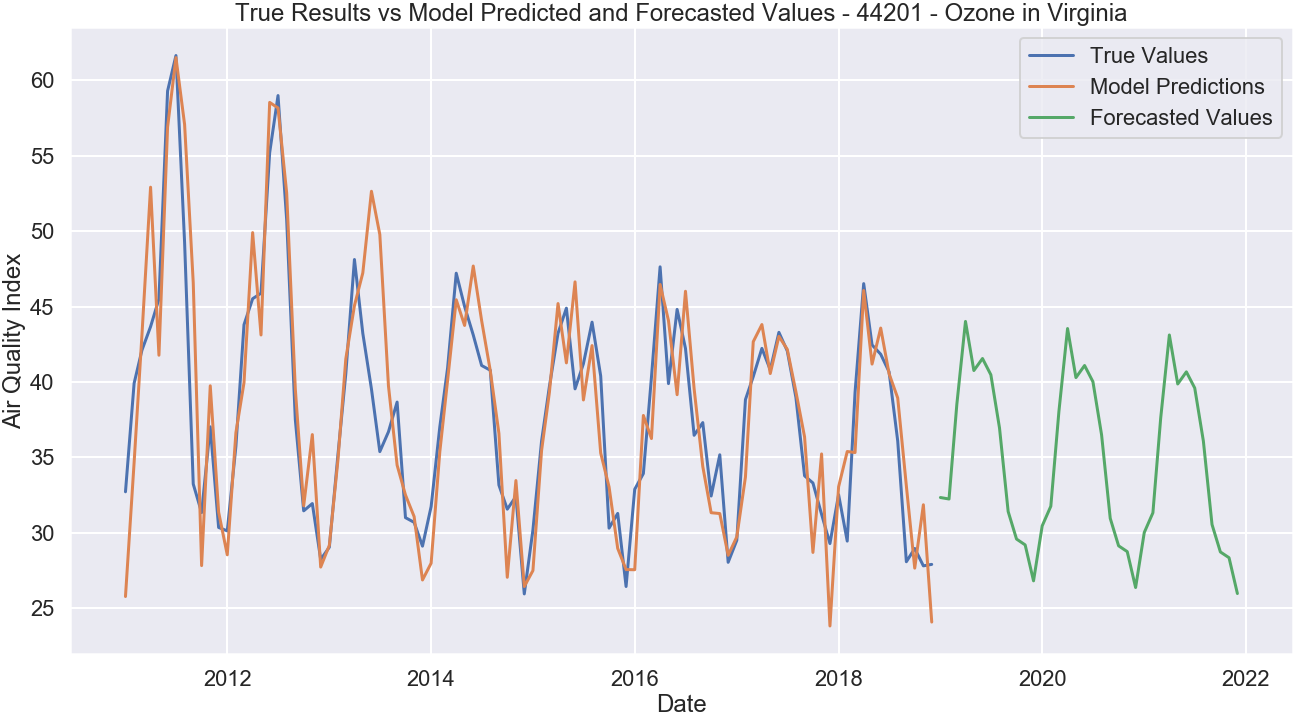 True Results vs Model Predicted and Forecasted Values - 44201 - Ozone in Virginia
True Values
Model Predictions
Forecasted Values
Air Quality Index
60
55
50
45
40
35
30
25
2012
2014
2016
2018
2020
2022
Date